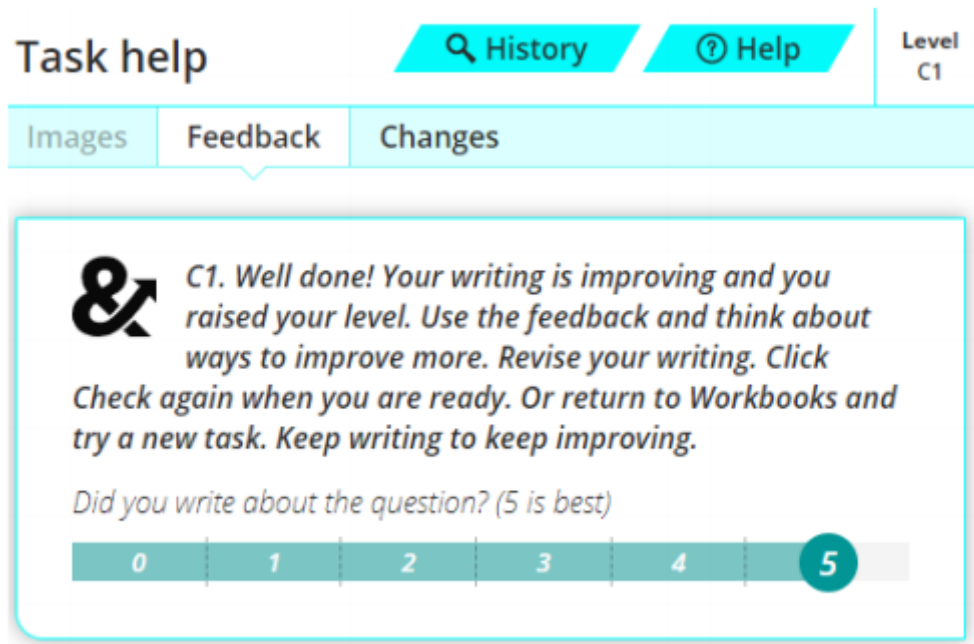 Task help
History
Help
Level
C1
Images
Feedback
Changes
& C1. Well done! Your writing is improving and you
raised your level. Use the feedback and think about
ways to improve more. Revise your writing. Click
Check again when you are ready. Or return to Workbooks and
try a new task. Keep writing to keep improving.
Did you write about the question? (5 is best)
0 1 2 3 4 5